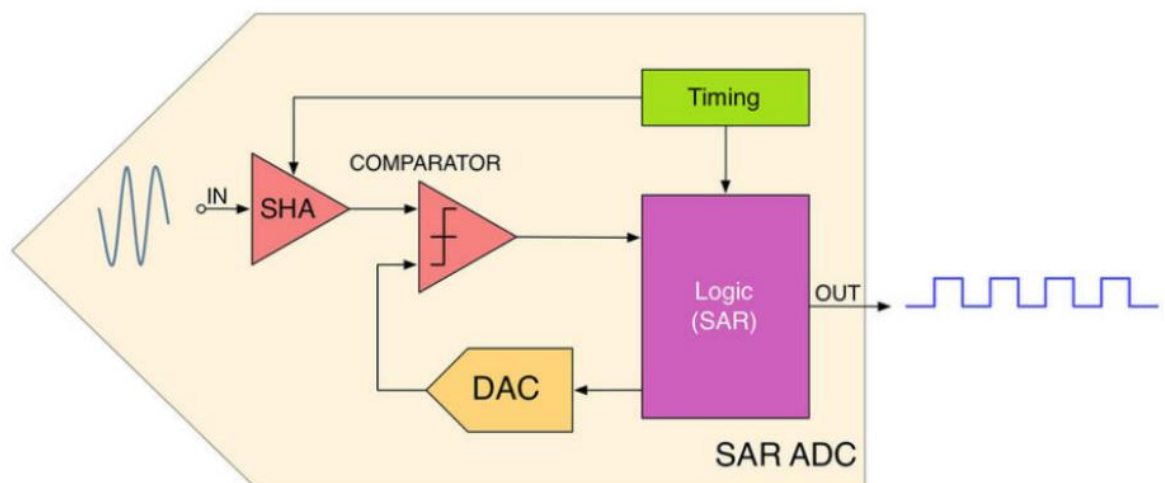 Timing
COMPARATOR
IN
SHA
Logic
(SAR)
OUT
DAC
SAR ADC